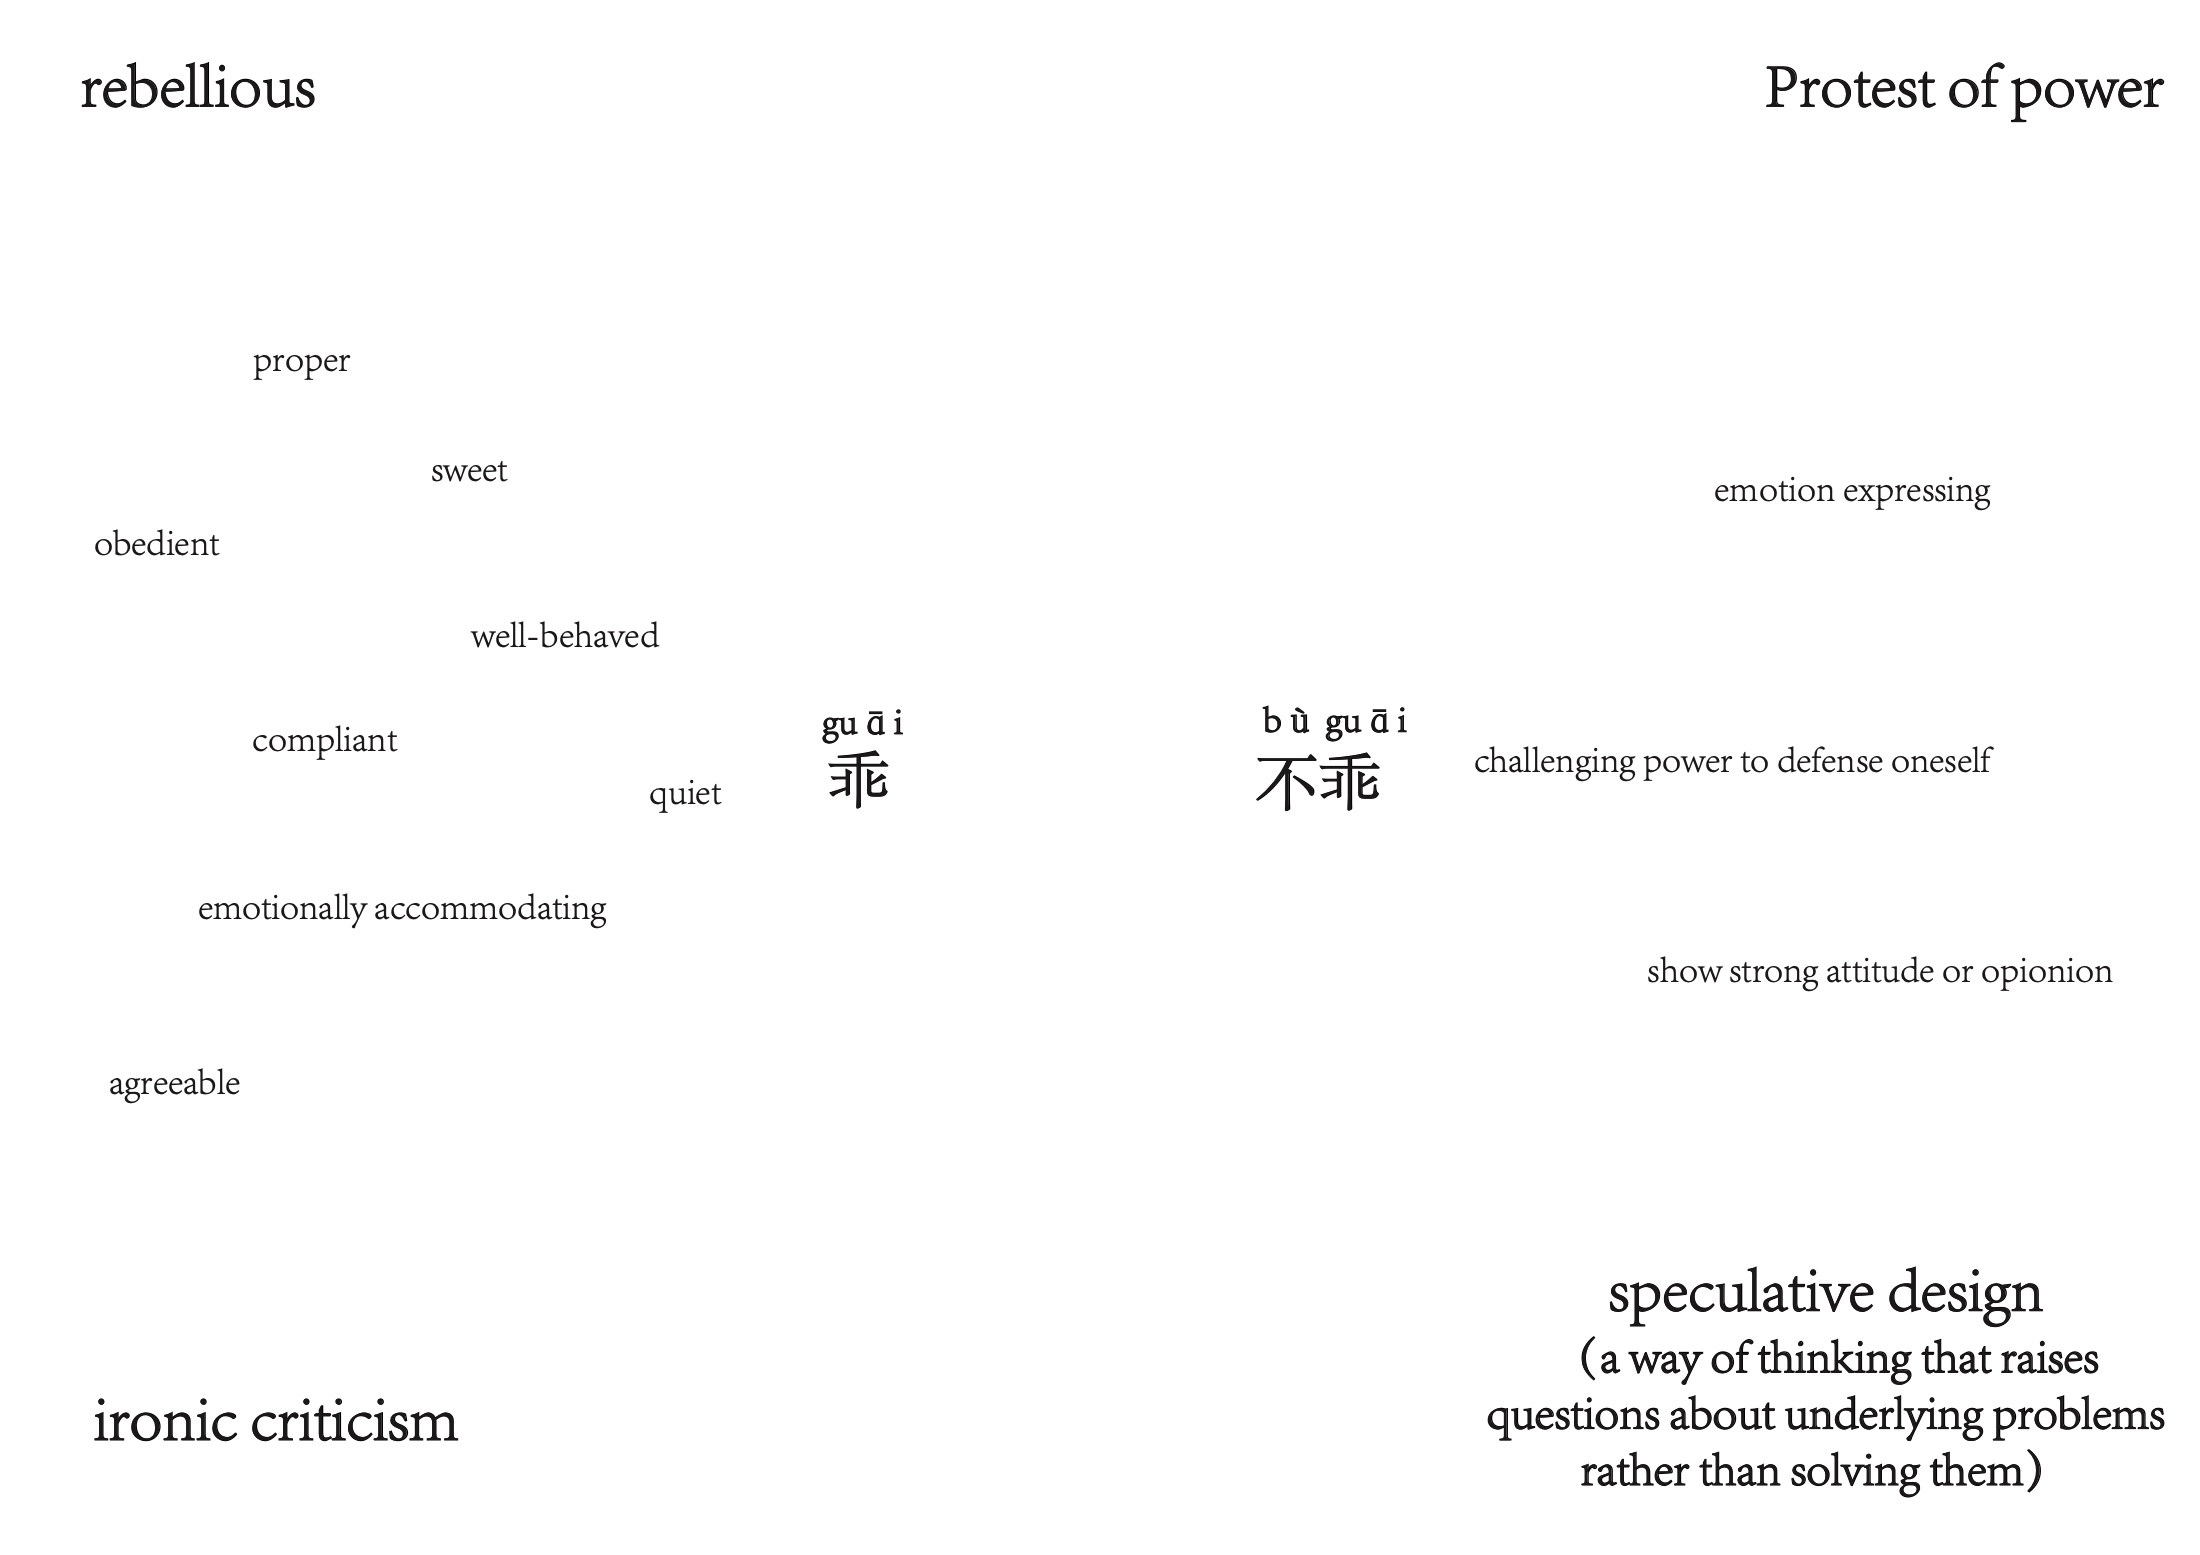 rebellious
Protest of power
proper
sweet
emotion expressing
obedient
well-behaved
gu ā i
乖
b ù gu ā i
不乖
compliant
challenging power to defense oneself
quiet
emotionally accommodating
show strong attitude or opionion
agreeable
speculative design
(a way of thinking that raises
questions about underlying problems
rather than solving them)
ironic criticism